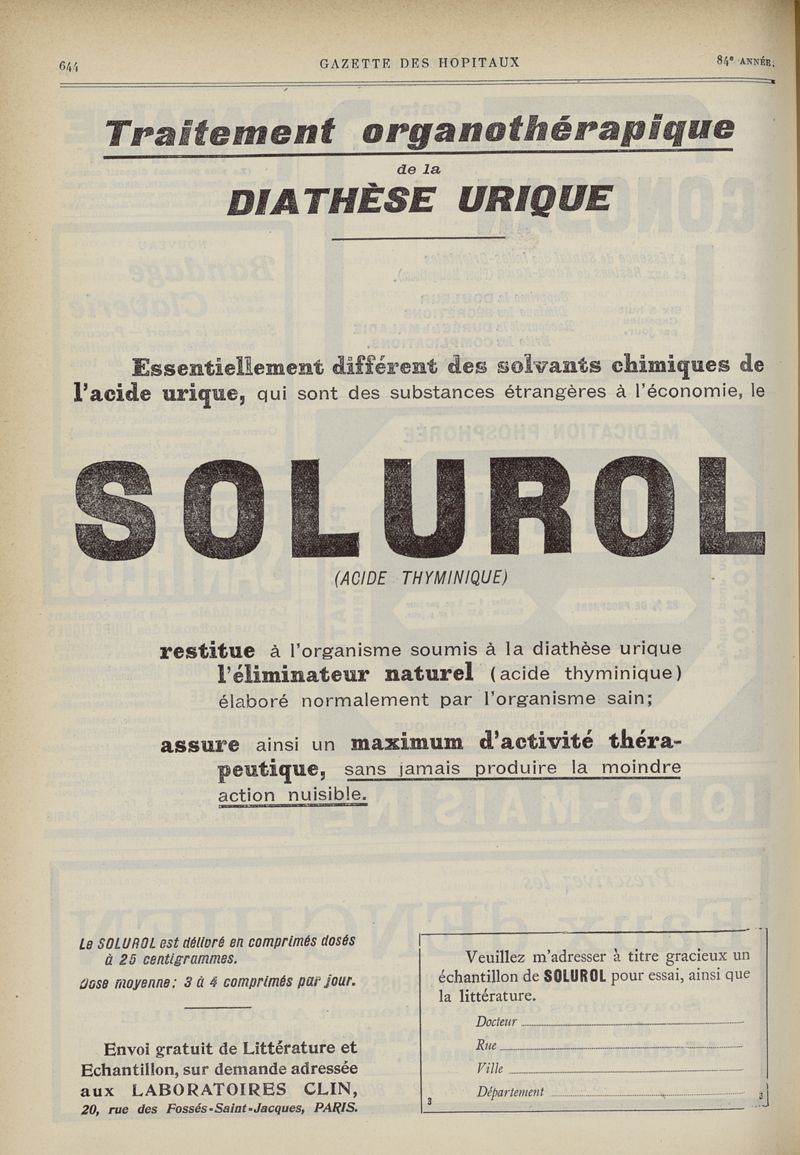 644
GAZETTE DES HOPITAUX
84e ANNÉE.
Traitement organothérapique
de la
DIATHÈSE URIQUE
Essentiellement différent des solvants chimiques de
l'acide urique, qui sont des substances étrangères à l'économie, le
SOLUROL
(ACIDE THYMINIQUE)
restitue à l'organisme soumis à la diathèse urique
l'éliminateur naturel (acide thyminique)
élaboré normalement par l'organisme sain;
assure ainsi un maximum d'activité théra-
peutique, sans jamais produire la moindre
action nuisible.
Le SOLUROL est délivré en comprimés dosés
à 25 centigrammes.
Dose moyenne: 3 à 4 comprimés par jour.
Envoi gratuit de Littérature et
Echantillon, sur demande adressée
aux LABORATOIRES CLIN,
20, rue des Fossés-Saint-Jacques, PARIS.
Veuillez m'adresser à titre gracieux un
échantillon de SOLUROL pour essai, ainsi que
la littérature.
Docteur
Rue
Ville
Département
3
3